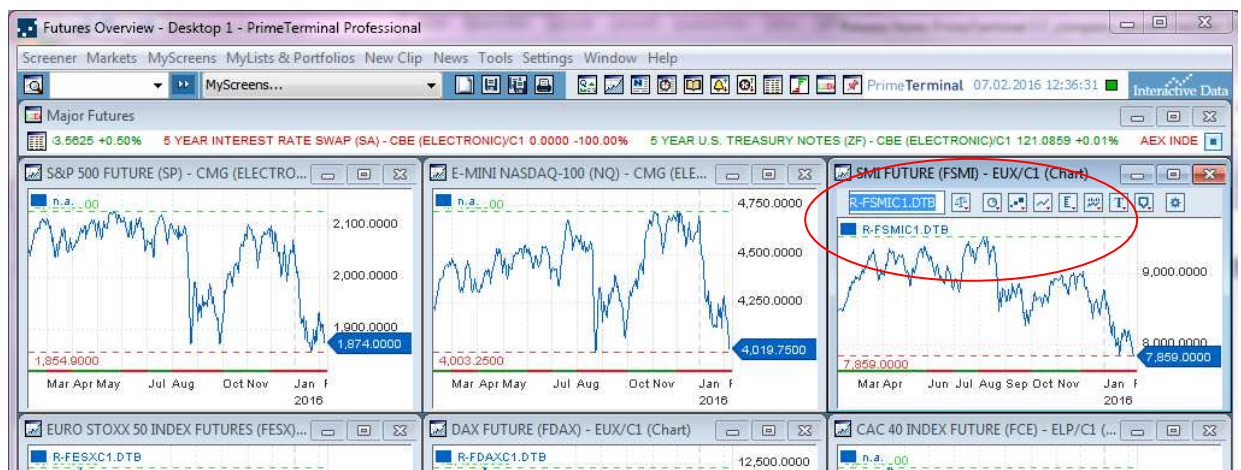 Futures Overview - Desktop 1 - PrimeTerminal Professional
Screener Markets MyScreens MyLists & Portfolios New Clip News Tools Settings Window Help
MyScreens... PrimeTerminal 07.02.2016 12:36:31 Interactive Data
Major Futures
3.5625 +0.50% 5 YEAR INTEREST RATE SWAP (SA) - CBE (ELECTRONIC)/C1 0.0000 -100.00% 5 YEAR U.S. TREASURY NOTES (ZF) - CBE (ELECTRONIC)/C1 121.0859 +0.01% AEX INDE
S&P 500 FUTURE (SP) - CMG (ELECTRO...
n.a. 00
2,100.0000
2,000.0000
1,900.0000
1,874.0000
1,854.9000
Mar Apr May Jul Aug Oct Nov Jan F
2016
E-MINI NASDAQ-100 (NQ) - CMG (ELE...
n.a. 00
4,750.0000
4,500.0000
4,250.0000
4,019.7500
4,003.2500
Mar Apr May Jul Aug Oct Nov Jan F
2016
SMI FUTURE (FSMI) - EUX/C1 (Chart)
R-FSMIC1.DTB
R-FSMIC1.DTB
9,000.0000
8,000.0000
7,859.0000
7,859.0000
Mar Apr Jun Jul Aug Sep Oct Nov Jan F
2016
EURO STOXX 50 INDEX FUTURES (FESX)...
R-FESXC1.DTB
DAX FUTURE (FDAX) - EUX/C1 (Chart)
R-FDAXC1.DTB
12,500.0000
CAC 40 INDEX FUTURE (FCE) - ELP/C1 (...
n.a. 00